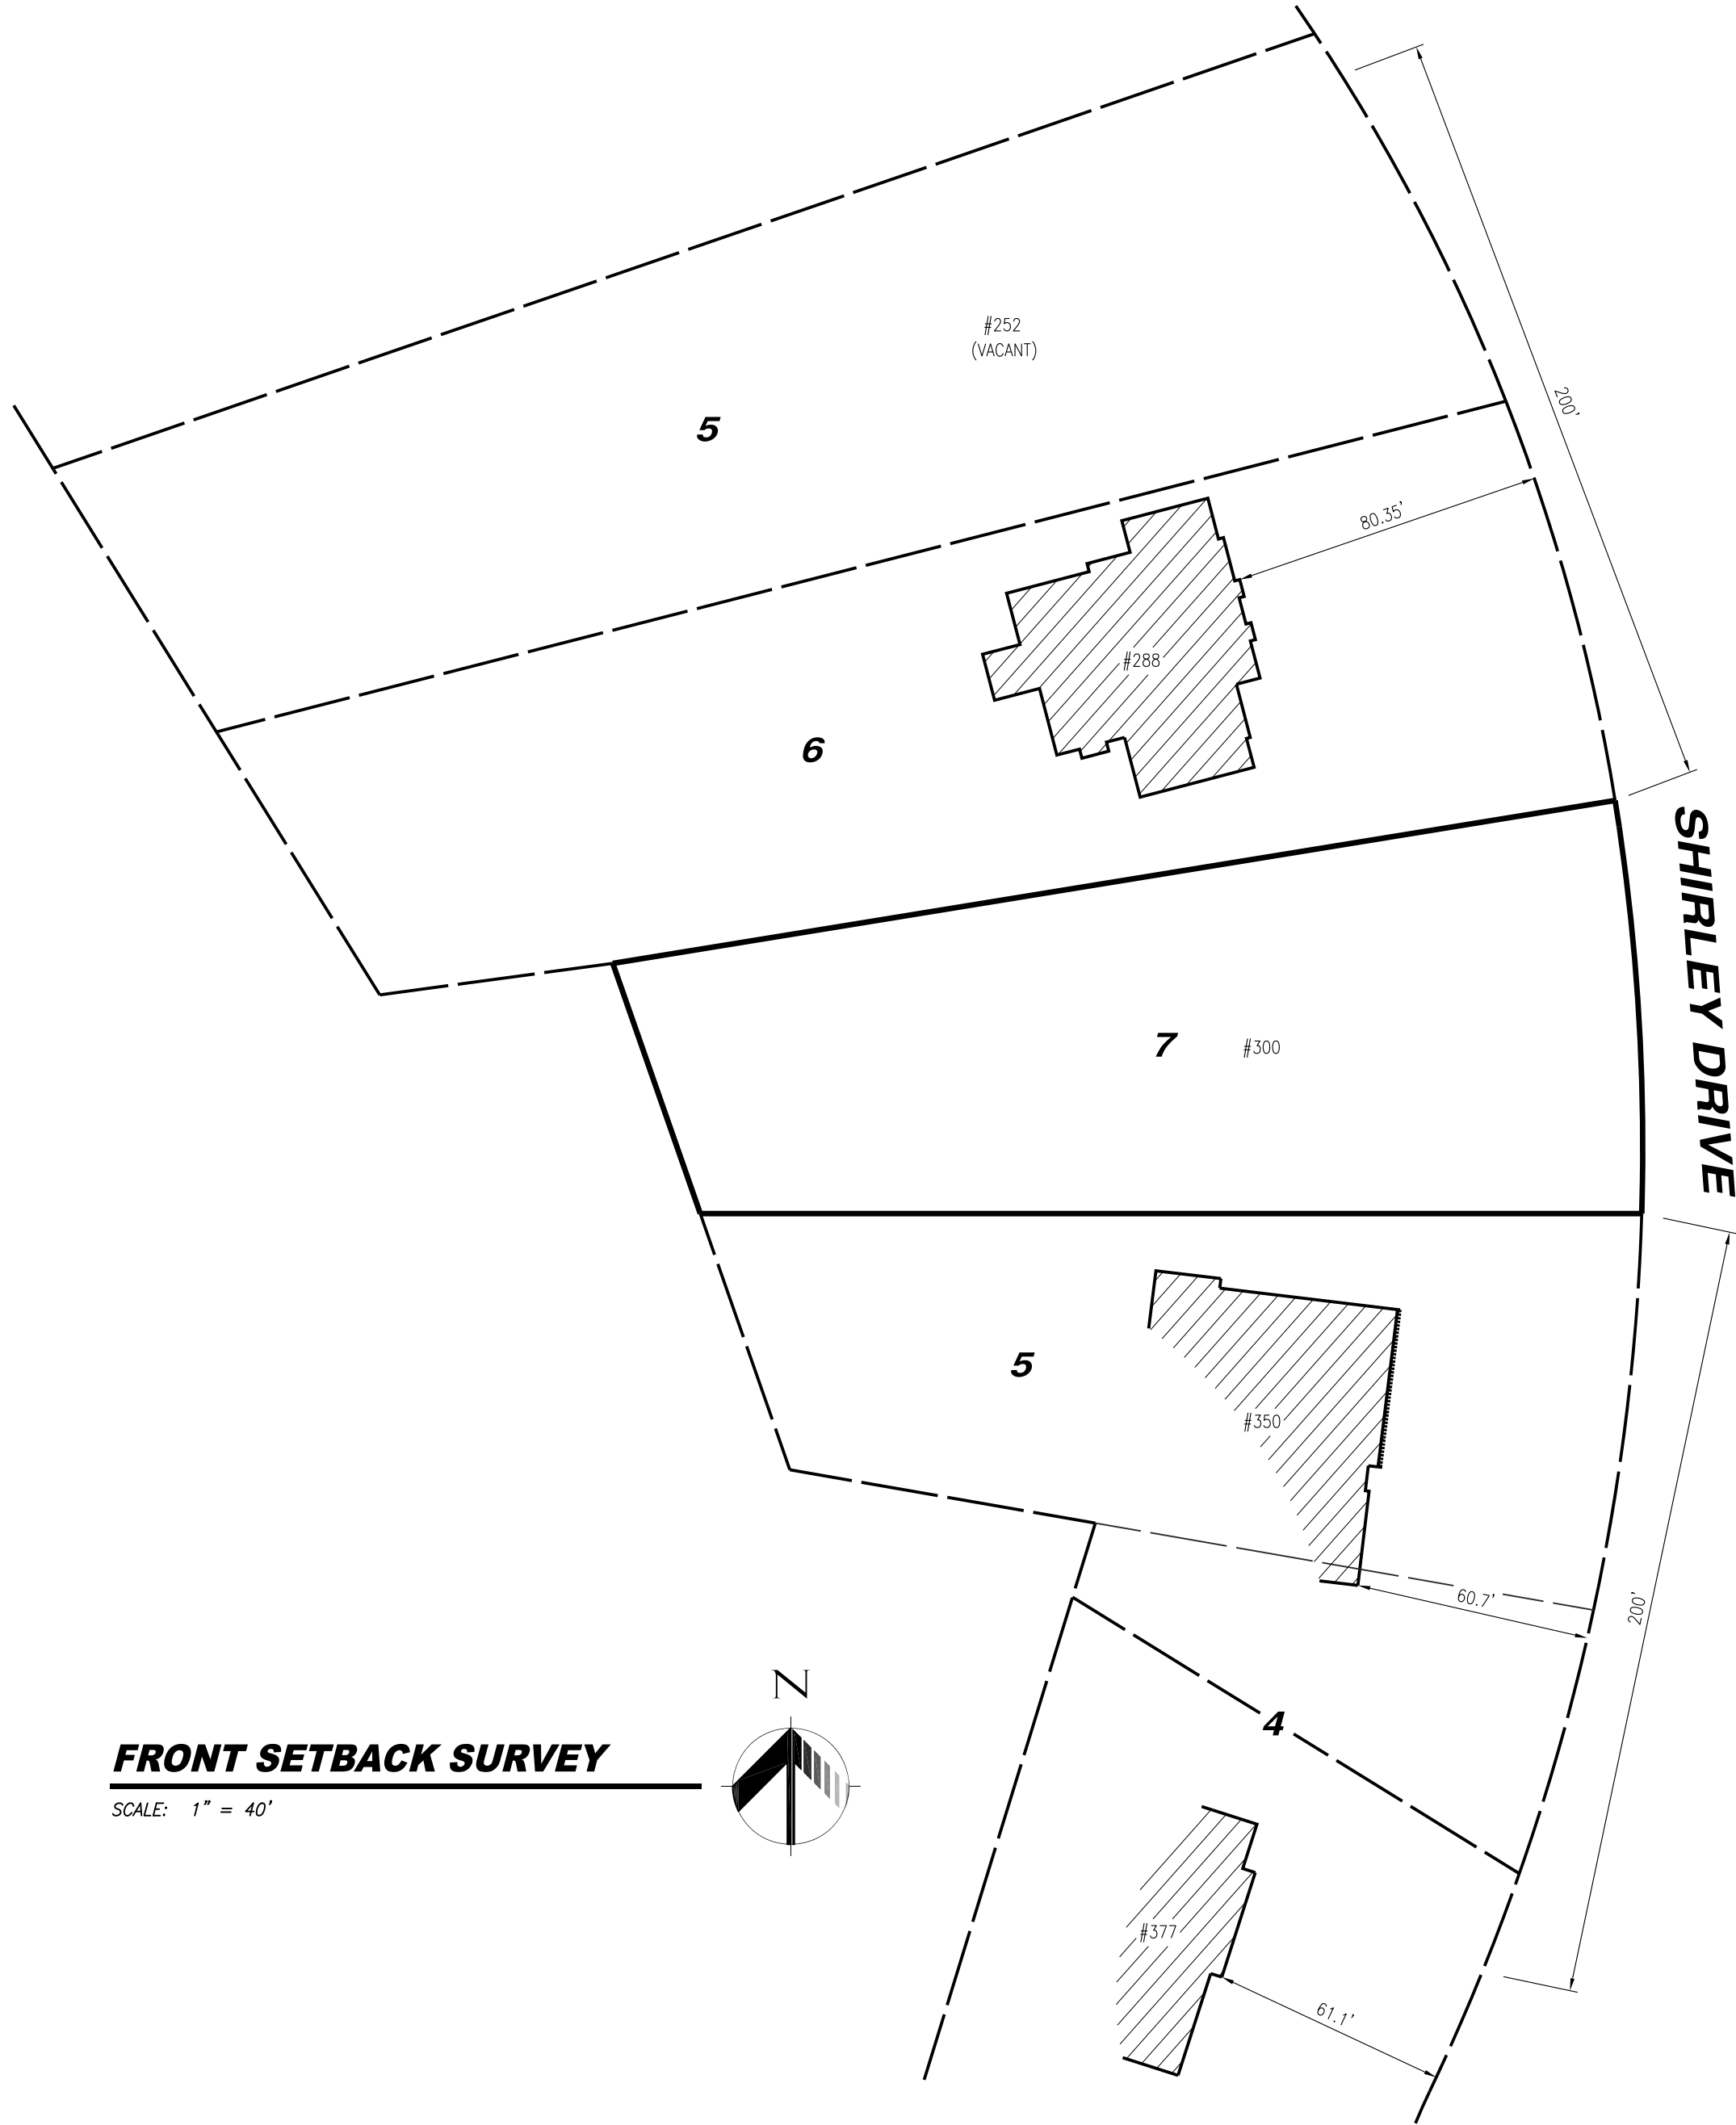 #252
(VACANT)
5
200'
80.35'
#288
6
SHIRLEY DRIVE
7 #300
5
#350
60.7'
200'
4
N
FRONT SETBACK SURVEY
SCALE: 1" = 40'
#377
61.1'